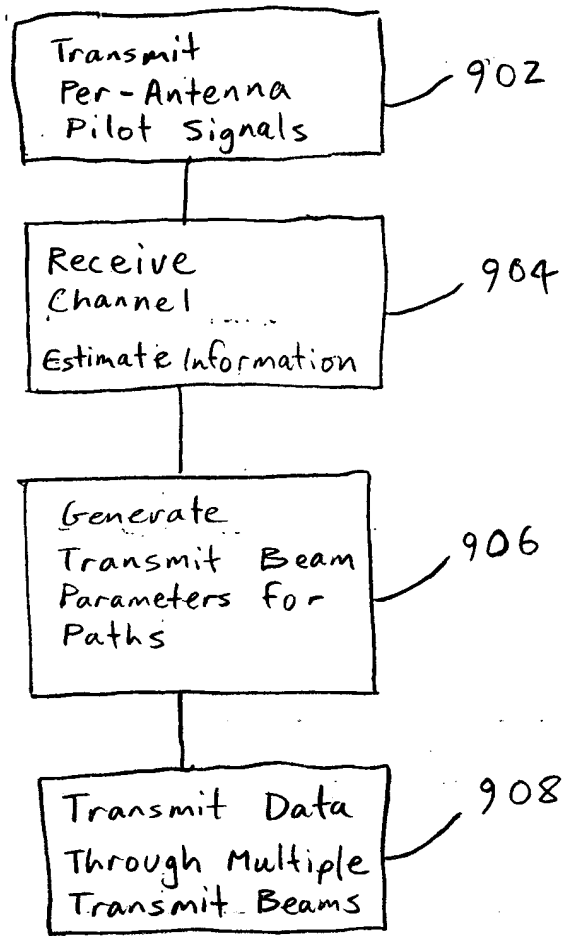 Transmit
Per-Antenna
Pilot Signals
902
Receive
Channel
Estimate Information
904
Generate
Transmit Beam
Parameters for
Paths
906
Transmit Data
Through Multiple
Transmit Beams
908